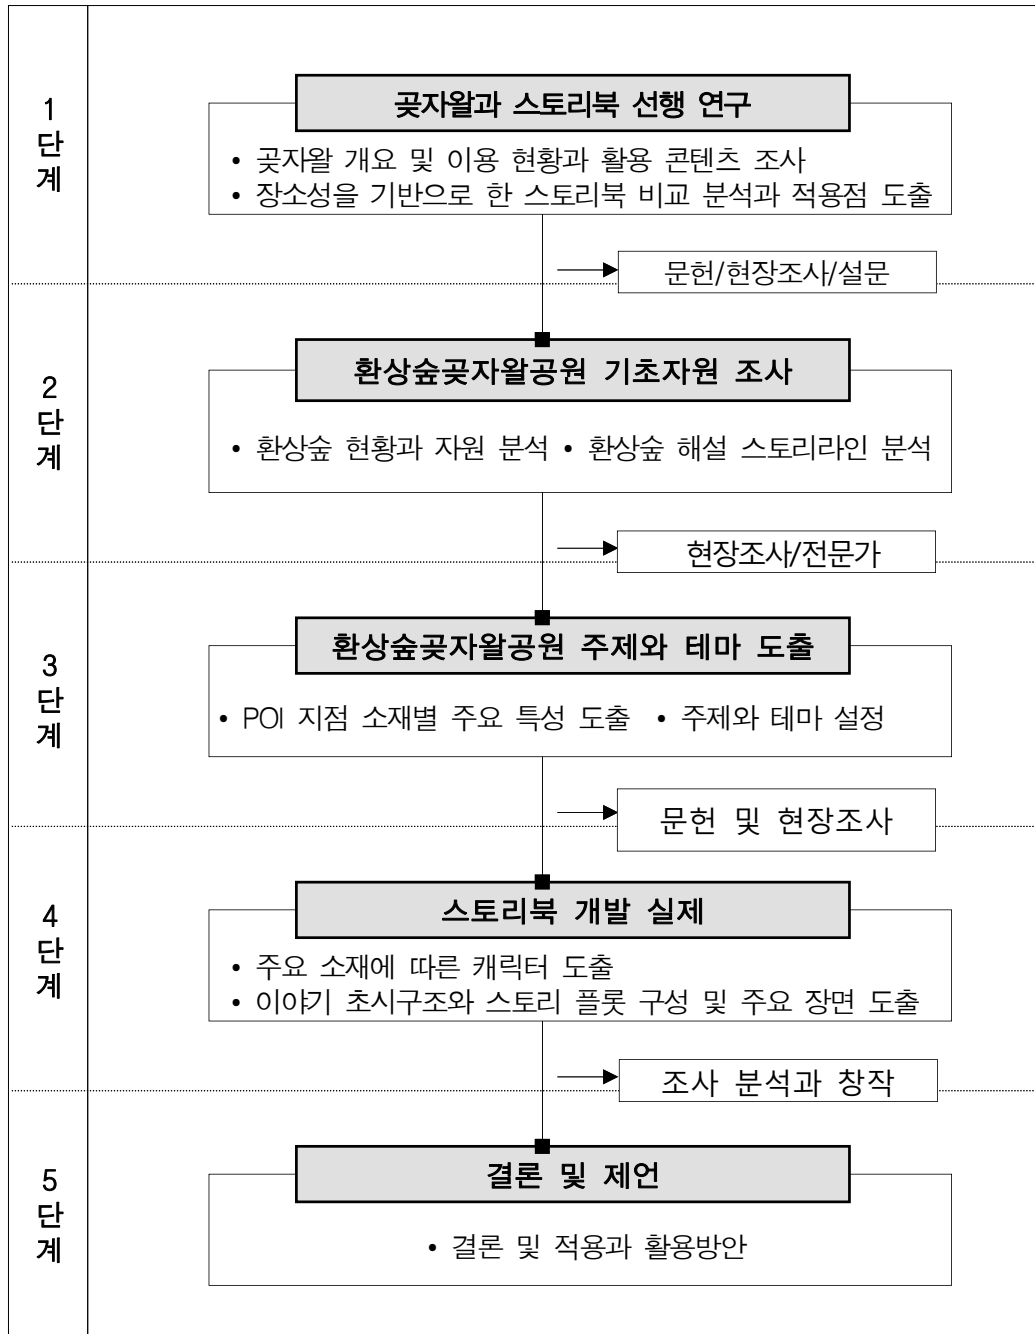 1
단
계
곶자왈과 스토리북 선행 연구
• 곶자왈 개요 및 이용 현황과 활용 콘텐츠 조사
• 장소성을 기반으로 한 스토리북 비교 분석과 적용점 도출
문헌/현장조사/설문
2
단
계
환상숲곶자왈공원 기초자원 조사
• 환상숲 현황과 자원 분석 • 환상숲 해설 스토리라인 분석
현장조사/전문가
3
단
계
환상숲곶자왈공원 주제와 테마 도출
• POI 지점 소재별 주요 특성 도출 • 주제와 테마 설정
문헌 및 현장조사
4
단
계
스토리북 개발 실제
• 주요 소재에 따른 캐릭터 도출
• 이야기 초시구조와 스토리 플롯 구성 및 주요 장면 도출
조사 분석과 창작
5
단
계
결론 및 제언
• 결론 및 적용과 활용방안